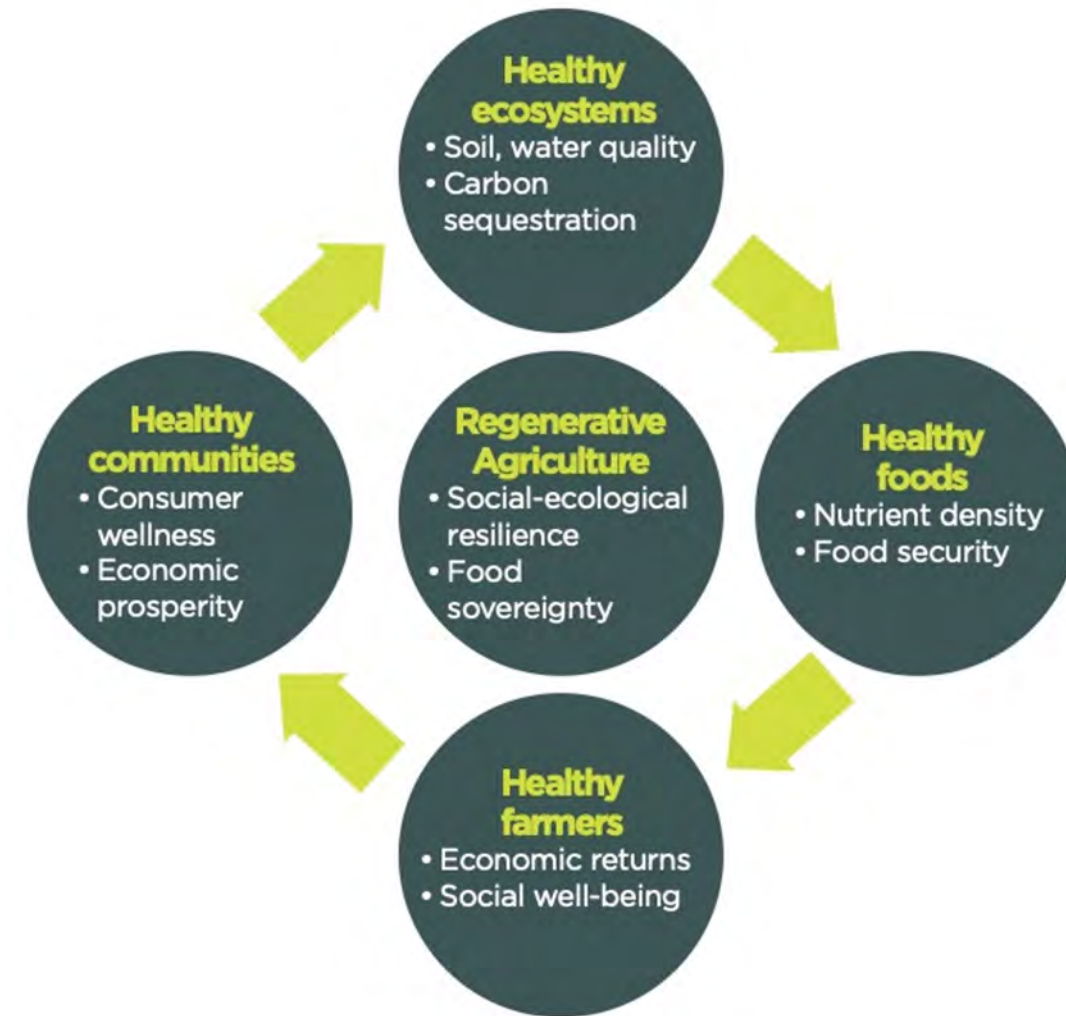 Healthy
ecosystems
• Soil, water quality
• Carbon
sequestration
Healthy
communities
• Consumer
wellness
• Economic
prosperity
Regenerative
Agriculture
• Social-ecological
resilience
• Food
sovereignty
Healthy
foods
• Nutrient density
• Food security
Healthy
farmers
• Economic returns
• Social well-being